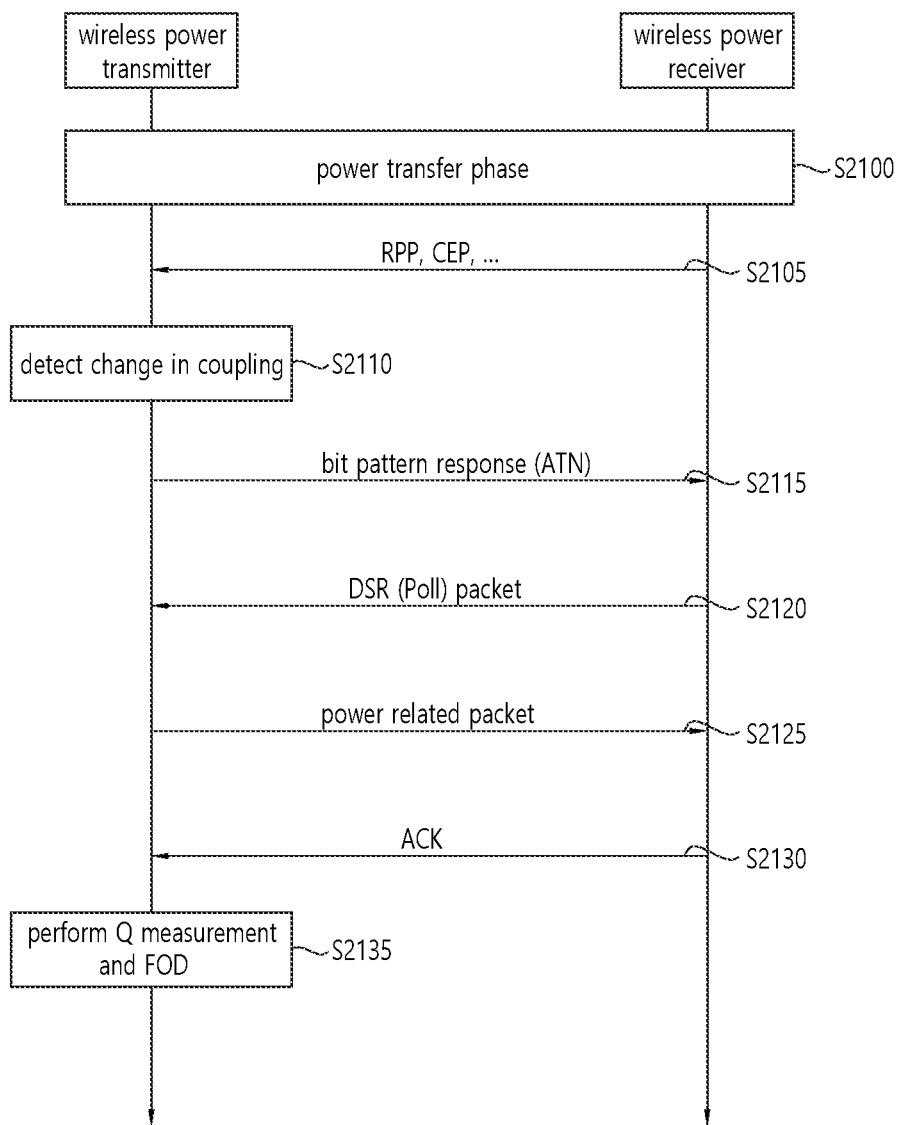 wireless power
transmitter
wireless power
receiver
power transfer phase
S2100
RPP, CEP, ...
S2105
detect change in coupling
S2110
bit pattern response (ATN)
S2115
DSR (Poll) packet
S2120
power related packet
S2125
ACK
S2130
perform Q measurement
and FOD
S2135